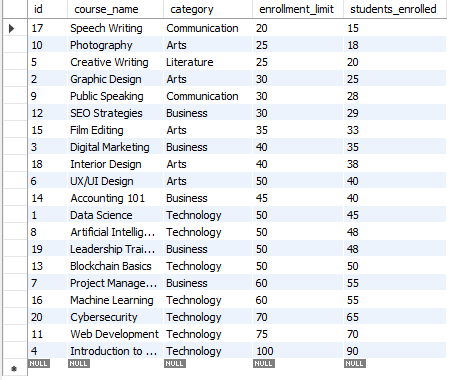 id course_name category enrollment_limit students_enrolled
17 Speech Writing Communication 20 15
10 Photography Arts 25 18
5 Creative Writing Literature 25 20
2 Graphic Design Arts 30 25
9 Public Speaking Communication 30 28
12 SEO Strategies Business 30 29
15 Film Editing Arts 35 33
3 Digital Marketing Business 40 35
18 Interior Design Arts 40 38
6 UX/UI Design Arts 50 40
14 Accounting 101 Business 45 40
1 Data Science Technology 50 45
8 Artificial Intellig... Technology 50 48
19 Leadership Trai... Business 50 48
13 Blockchain Basics Technology 50 50
7 Project Manage... Business 60 55
16 Machine Learning Technology 60 55
20 Cybersecurity Technology 70 65
11 Web Development Technology 75 70
4 Introduction to ... Technology 100 90
NULL NULL NULL NULL NULL